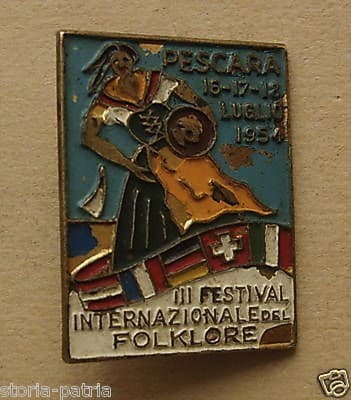 PESCARA
16-17-18
LUGLIO
1954
III FESTIVAL
INTERNAZIONALE DEL
FOLKLORE
storia-patria